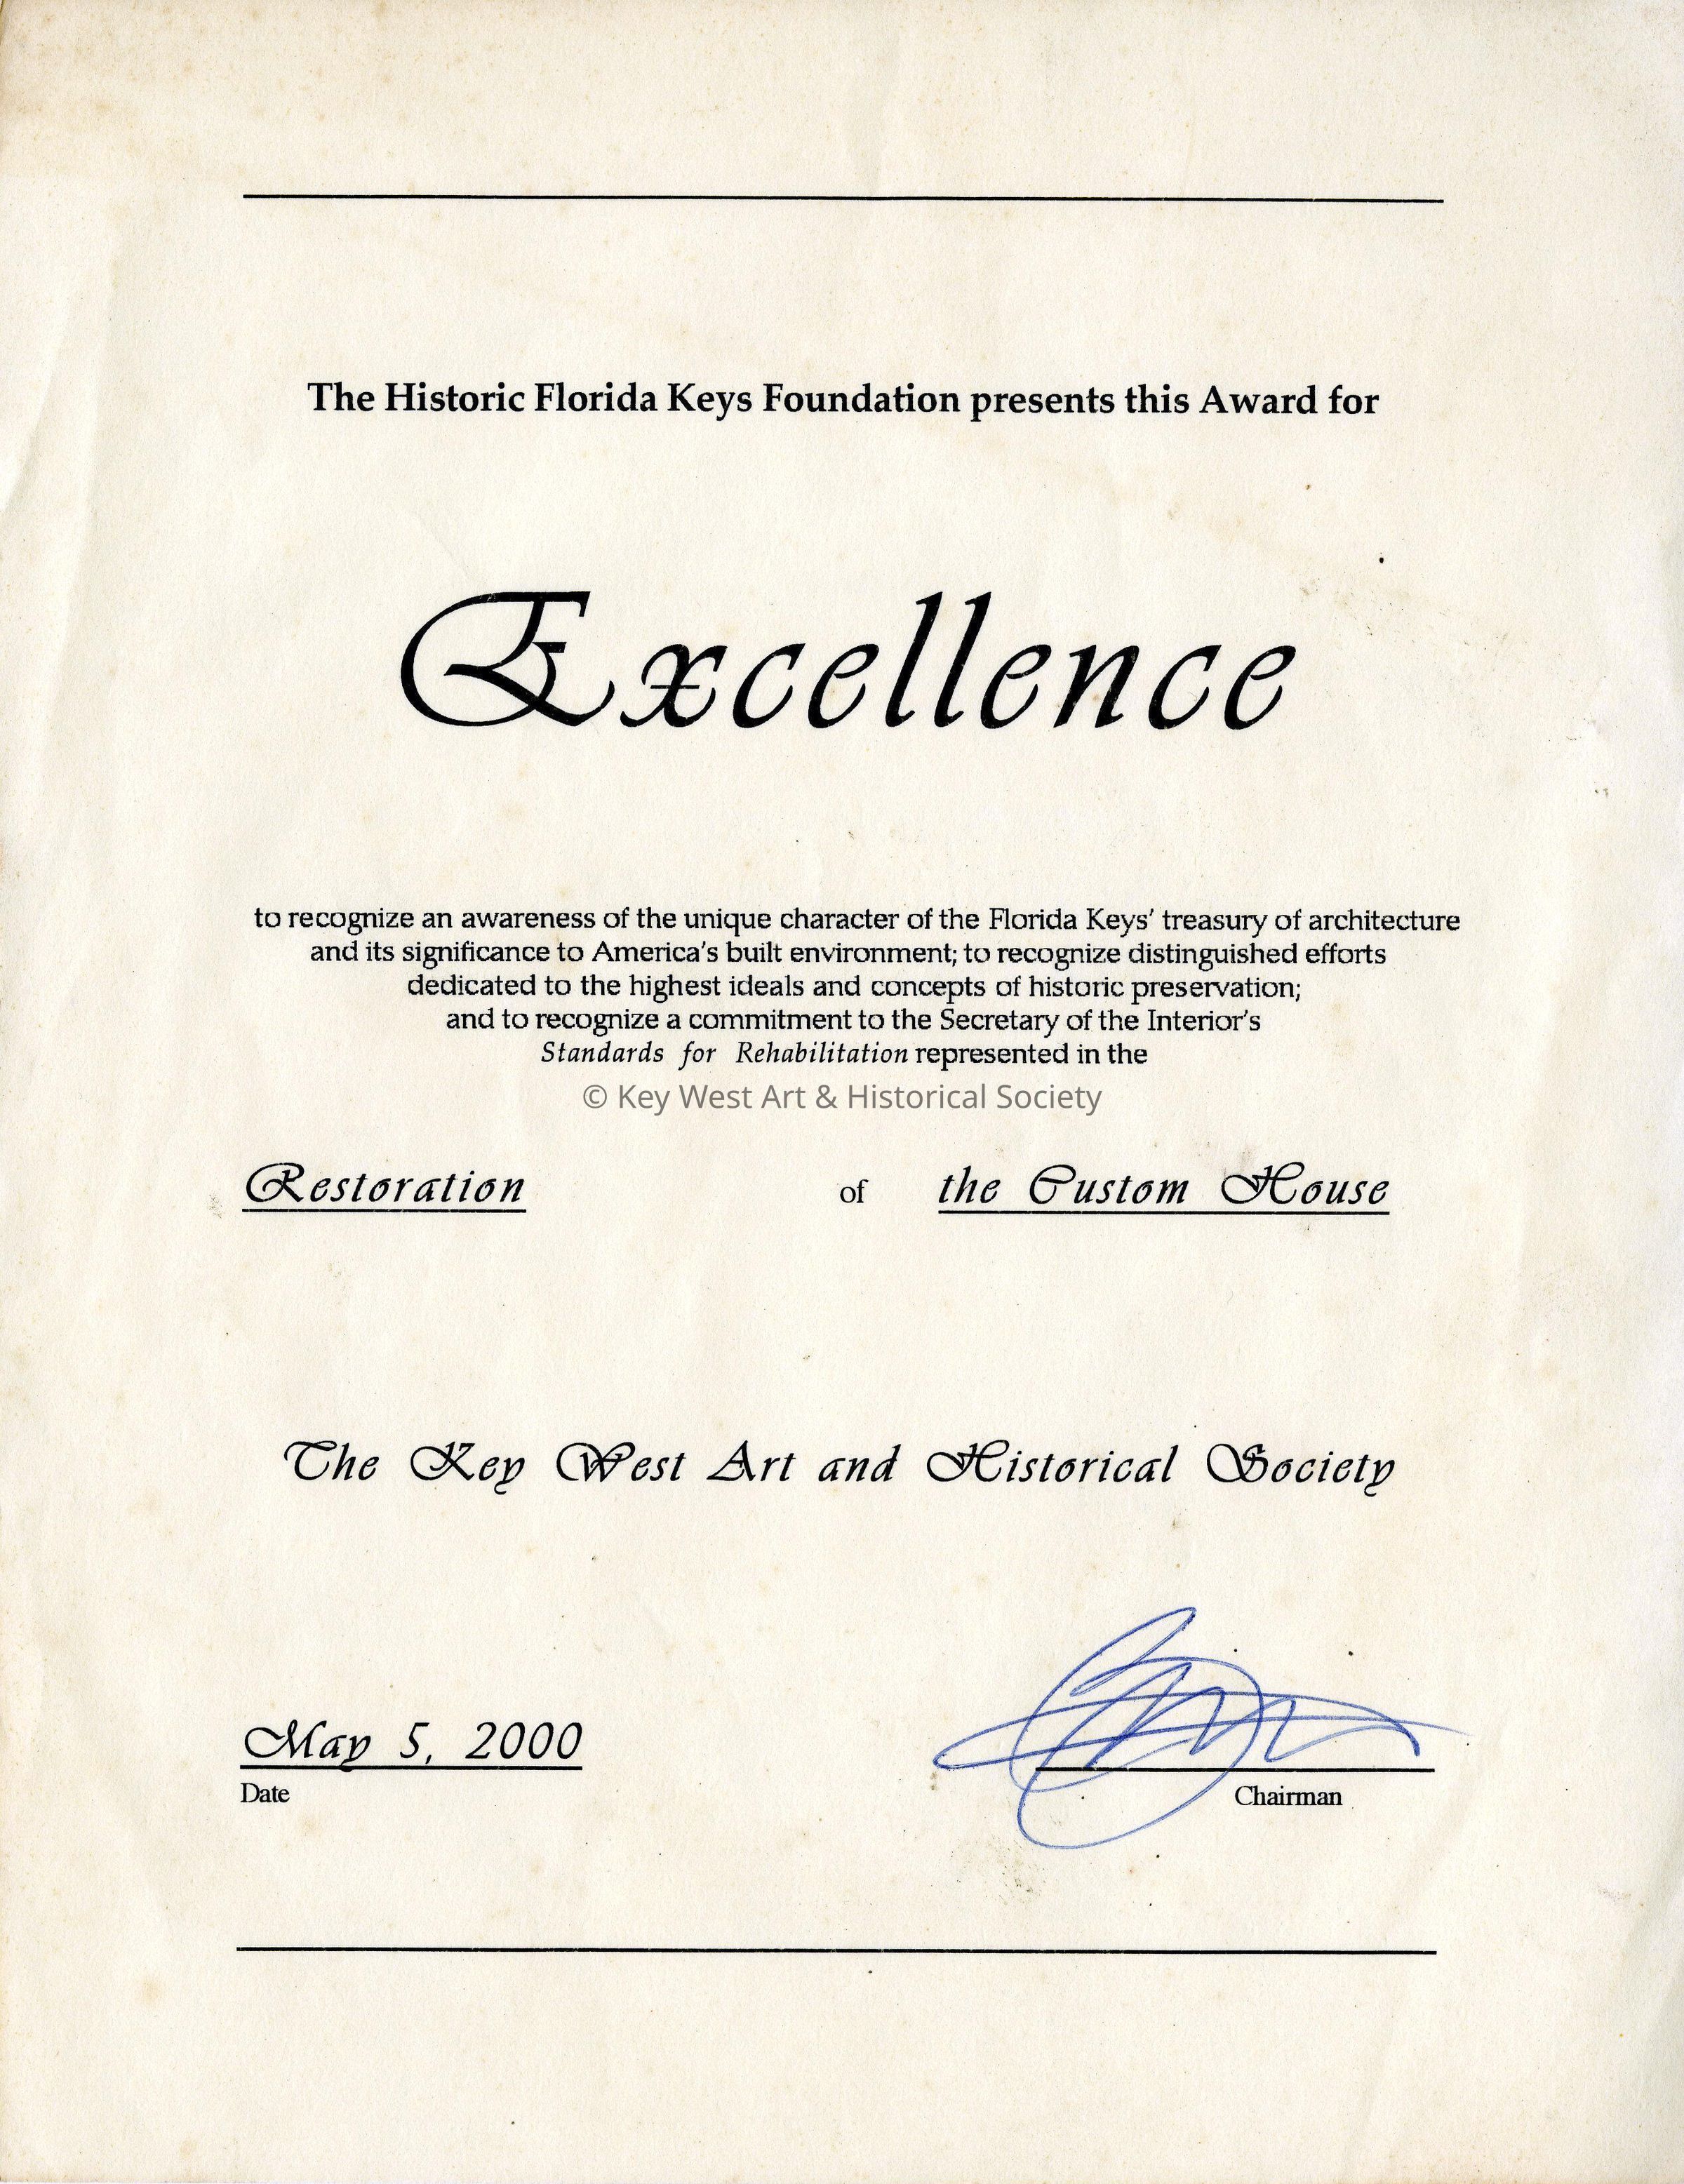 The Historic Florida Keys Foundation presents this Award for
Excellence
to recognize an awareness of the unique character of the Florida Keys' treasury of architecture
and its significance to America's built environment; to recognize distinguished efforts
dedicated to the highest ideals and concepts of historic preservation;
and to recognize a commitment to the Secretary of the Interior's
Standards for Rehabilitation represented in the
© Key West Art & Historical Society
Restoration of the Custom House
The Key West Art and Historical Society
May 5, 2000
Date
Chairman